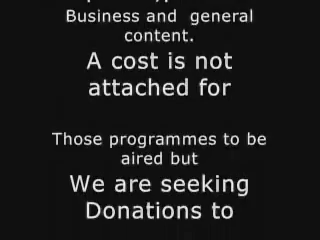 Business and general
content.
A cost is not
attached for
Those programmes to be
aired but
We are seeking
Donations to